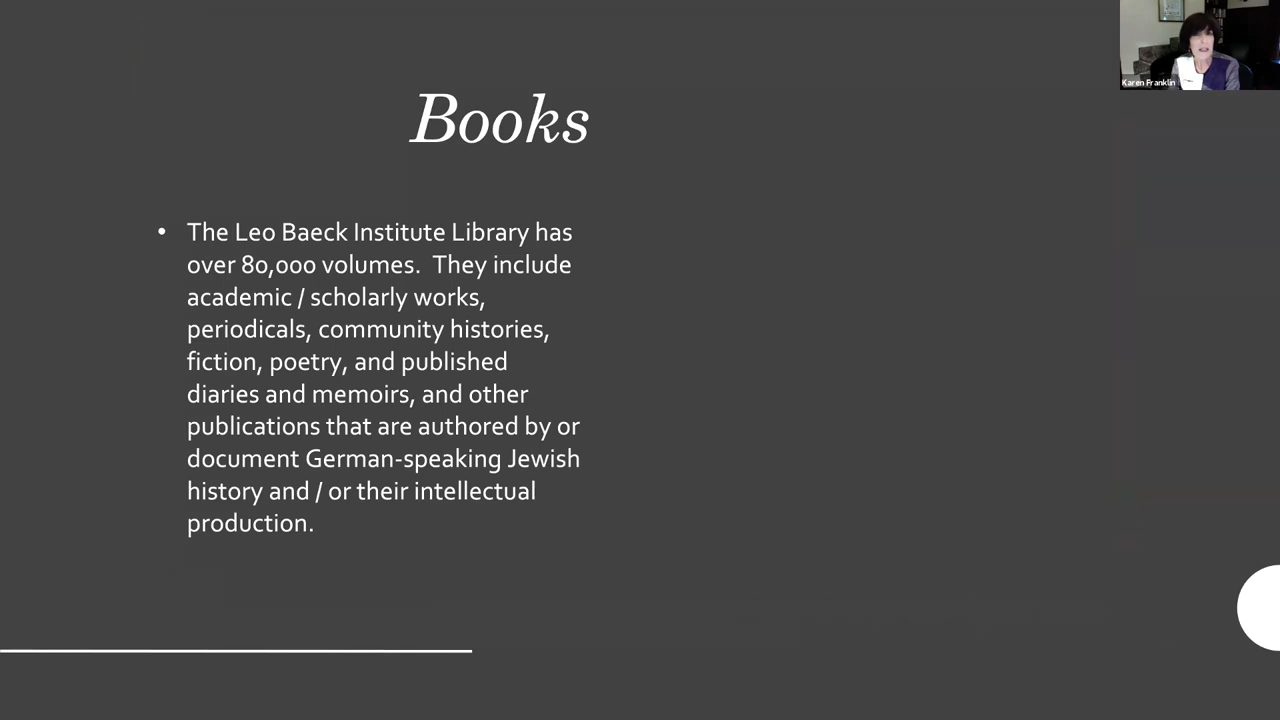 Karen Franklin
Books
• The Leo Baeck Institute Library has
over 80,000 volumes.  They include
academic / scholarly works,
periodicals, community histories,
fiction, poetry, and published
diaries and memoirs, and other
publications that are authored by or
document German-speaking Jewish
history and / or their intellectual
production.